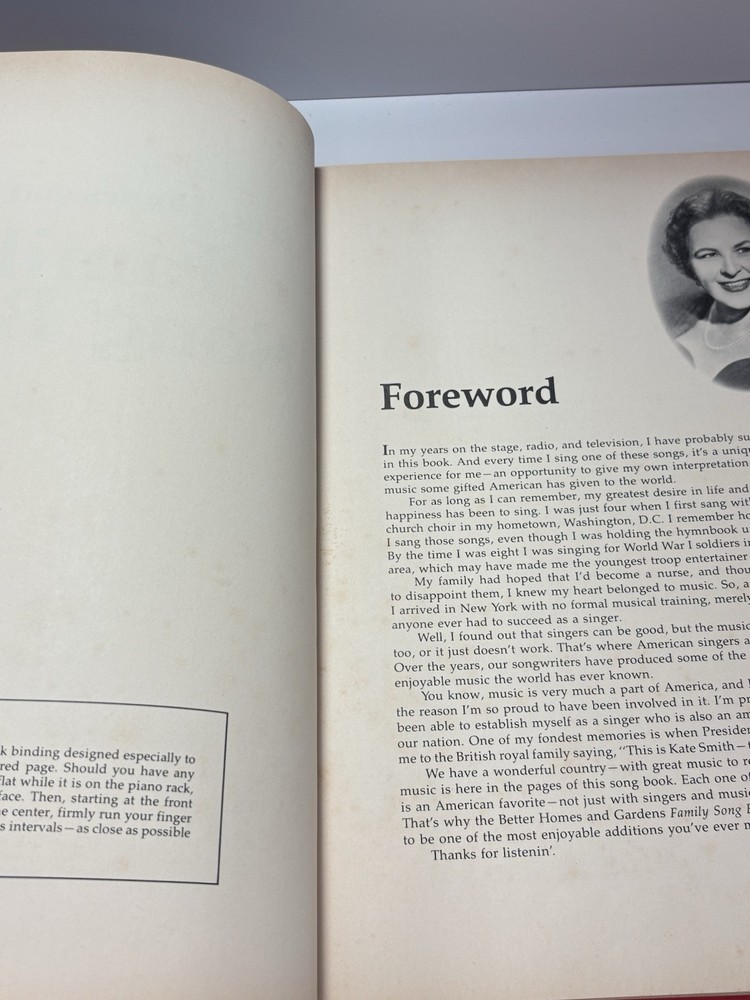 k binding designed especially to
red page. Should you have any
flat while it is on the piano rack,
face. Then, starting at the front
e center, firmly run your finger
s intervals—as close as possible
Foreword
In my years on the stage, radio, and television, I have probably su
in this book. And every time I sing one of these songs, it's a uniq
experience for me—an opportunity to give my own interpretation
music some gifted American has given to the world.
For as long as I can remember, my greatest desire in life and
happiness has been to sing. I was just four when I first sang wit
church choir in my hometown, Washington, D.C. I remember ho
I sang those songs, even though I was holding the hymnbook u
By the time I was eight I was singing for World War I soldiers i
area, which may have made me the youngest troop entertainer
My family had hoped that I'd become a nurse, and thou
to disappoint them, I knew my heart belonged to music. So, a
I arrived in New York with no formal musical training, merely
anyone ever had to succeed as a singer.
Well, I found out that singers can be good, but the music
too, or it just doesn't work. That's where American singers a
Over the years, our songwriters have produced some of the
enjoyable music the world has ever known.
You know, music is very much a part of America, and
the reason I'm so proud to have been involved in it. I'm pr
been able to establish myself as a singer who is also an am
our nation. One of my fondest memories is when Presiden
me to the British royal family saying, "This is Kate Smith—
We have a wonderful country—with great music to re
music is here in the pages of this song book. Each one of
is an American favorite—not just with singers and music
That's why the Better Homes and Gardens Family Song
to be one of the most enjoyable additions you've ever m
Thanks for listenin'.